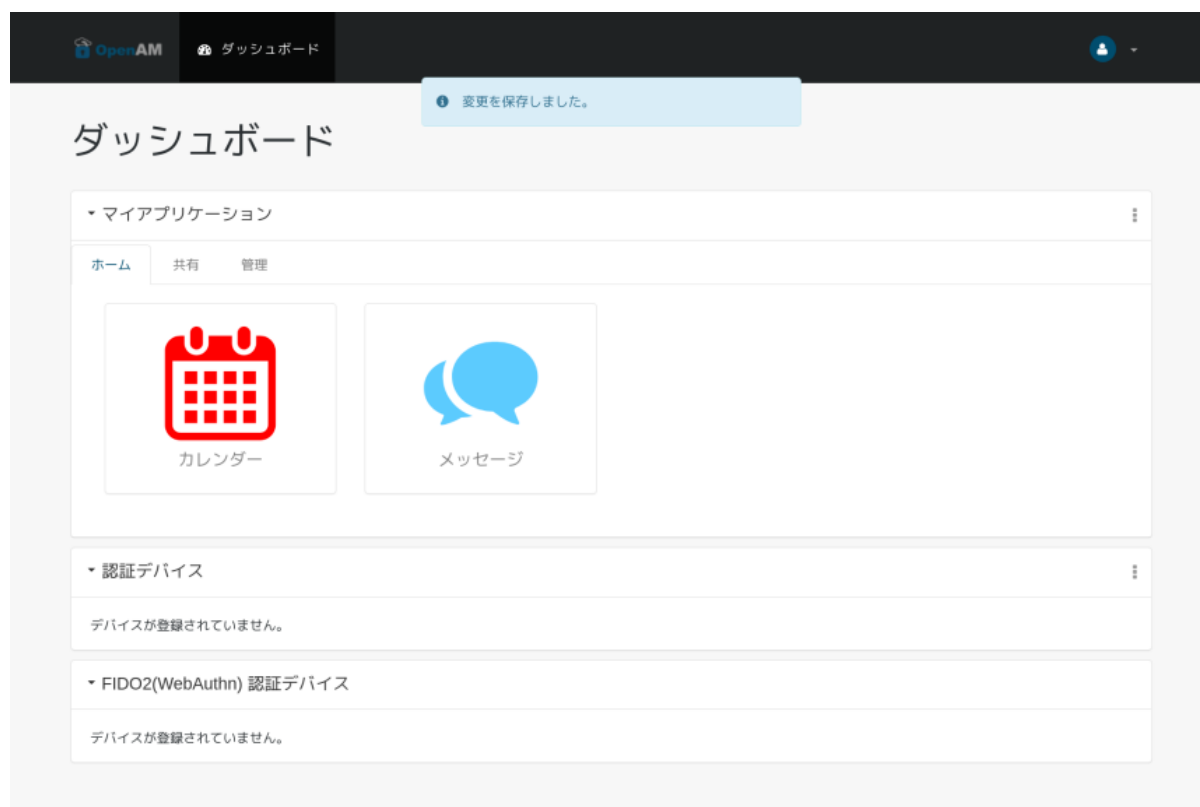 OpenAM ダッシュボード
変更を保存しました。
ダッシュボード
マイアプリケーション
ホーム 共有 管理
カレンダー メッセージ
認証デバイス
デバイスが登録されていません。
FIDO2(WebAuthn) 認証デバイス
デバイスが登録されていません。